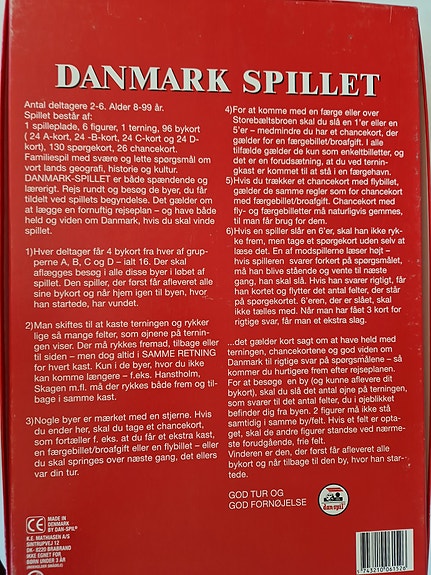 DANMARK SPILLET
Antal deltagere 2-6. Alder 8-99 år.
Spillet består af:
1 spilleplade, 6 figurer, 1 terning, 96 bykort
( 24 A-kort, 24 -B-kort, 24 C-kort og 24 D-
kort), 130 spørgekort, 26 chancekort.
Familiespil med svære og lette spørgsmål om
vort lands geografi, historie og kultur.
DANMARK-SPILLET er både spændende og
lærerigt. Rejs rundt og besøg de byer, du får
tildelt ved spillets begyndelse. Det gælder om
at lægge en fornuftig rejseplan – og have både
held og viden om Danmark, hvis du skal vinde
spillet.
1)Hver deltager får 4 bykort fra hver af grup-
perne A, B, C og D – ialt 16. Der skal
aflægges besøg i alle disse byer i løbet af
spillet. Den spiller, der først får afleveret alle
sine bykort og når hjem igen til byen, hvor
han startede, har vundet.
2)Man skiftes til at kaste terningen og rykker
lige så mange felter, som øjnene på ternin-
gen viser. Der må rykkes fremad, tilbage eller
til siden – men dog altid i SAMME RETNING
for hvert kast. Kun i de byer, hvor du ikke
kan komme længere – f.eks. Hanstholm,
Skagen m.fl. må der rykkes både frem og til-
bage i samme kast.
3)Nogle byer er mærket med en stjerne. Hvis
du ender her, skal du tage et chancekort,
som fortæller f. eks. at du får et ekstra kast,
en færgebillet/broafgift eller en flybillet – eller
du skal springes over næste gang, det ellers
var din tur.
4)For at komme med en færge eller over
Storebæltsbroen skal du slå en 1'er eller en
5'er – medmindre du har et chancekort, der
gælder for en færgebillet/broafgift. I alle
tilfælde gælder de kun som enkeltbilletter, og
det er en forudsætning, at du ved ternin-
gkast er kommet til at stå i en færgehavn.
5)Hvis du trækker et chancekort med flybillet,
gælder de samme regler som for chancekort
med færgebillet/broafgift. Chancekort med
fly- og færgebilletter må naturligvis gemmes,
til man får brug for dem.
6)Hvis en spiller slår en 6'er, skal han ikke ryk-
ke frem, men tage et spørgekort uden selv at
læse det. En af modspillerne læser højt –
hvis spilleren svarer forkert på spørgsmålet,
må han blive stående og vente til næste
gang, han skal slå. Hvis han svarer rigtigt, får
han kortet og flytter det antal felter, der står
på spørgekortet. 6'eren, der er slået, skal
ikke tælles med. Når man har fået 3 kort for
rigtige svar, får man et ekstra slag.
...det gælder kort sagt om at have held med
terningen, chancekortene og god viden om
Danmark til rigtige svar på spørgsmålene – så
kommer du hurtigere frem efter rejseplanen.
For at besøge en by (og kunne aflevere dit
bykort), skal du slå det antal øjne på terningen,
som svarer til det antal felter, du i øjeblikket
befinder dig fra byen. 2 figurer må ikke stå
samtidig i samme by/felt. Hvis et felt er opta-
get, skal de andre figurer standse ved nærme-
ste forudgående, frie felt.
Vinderen er den, der først får afleveret alle
bykort og når tilbage til den by, hvor han star-
tede.
GOD TUR OG
GOD FORNØJELSE
dan-spil
CE
0-3
MADE IN
DENMARK
BY DAN-SPIL®
K.E. MATHIASEN A/S
SINTRUPVEJ 12
DK- 8220 BRABRAND
IKKE EGNET FOR
BØRN UNDER 3 ÅR
(INDEHOLDER SMÅDELE)
5 743210 061528